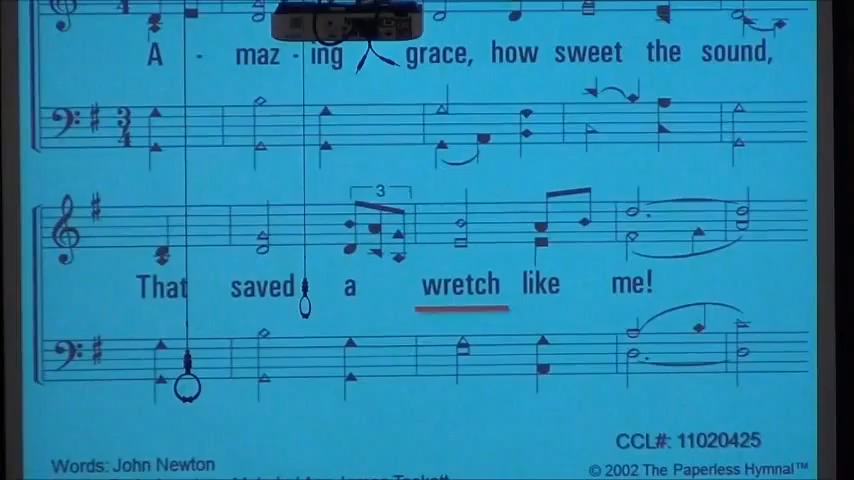 A - maz - ing grace, how sweet the sound,
3
That saved a wretch like me!
CCL#: 11020425
Words: John Newton
© 2002 The Paperless Hymnal™